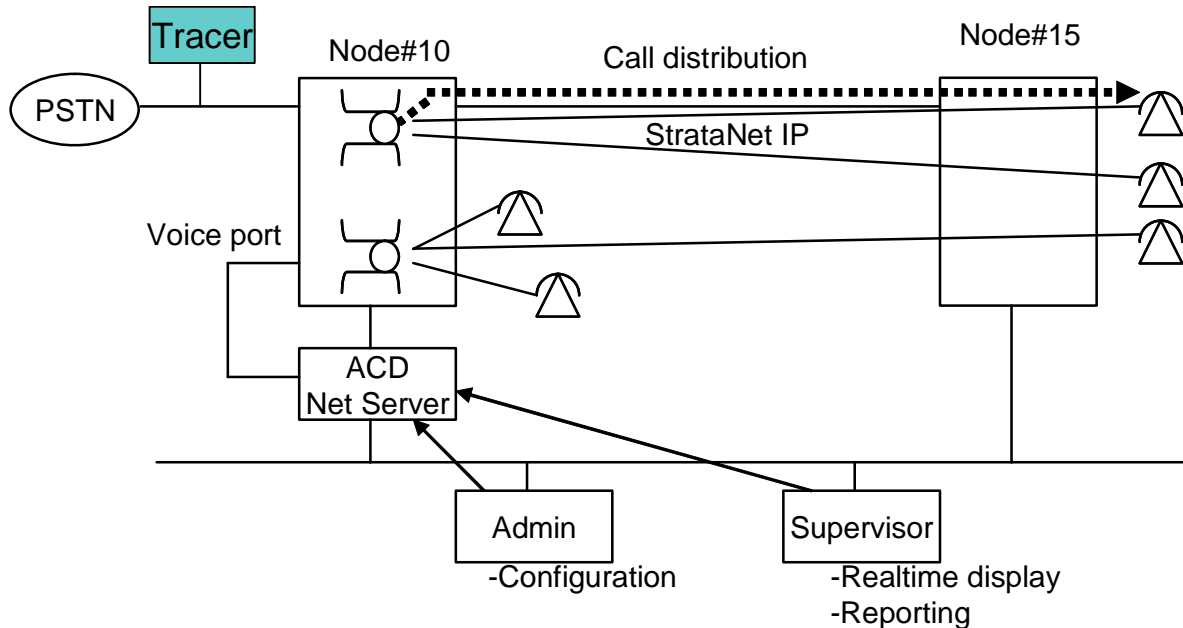 Tracer
Node#10
Node#15
Call distribution
PSTN
StrataNet IP
Voice port
ACD
Net Server
Admin
Supervisor
-Configuration
-Realtime display
-Reporting